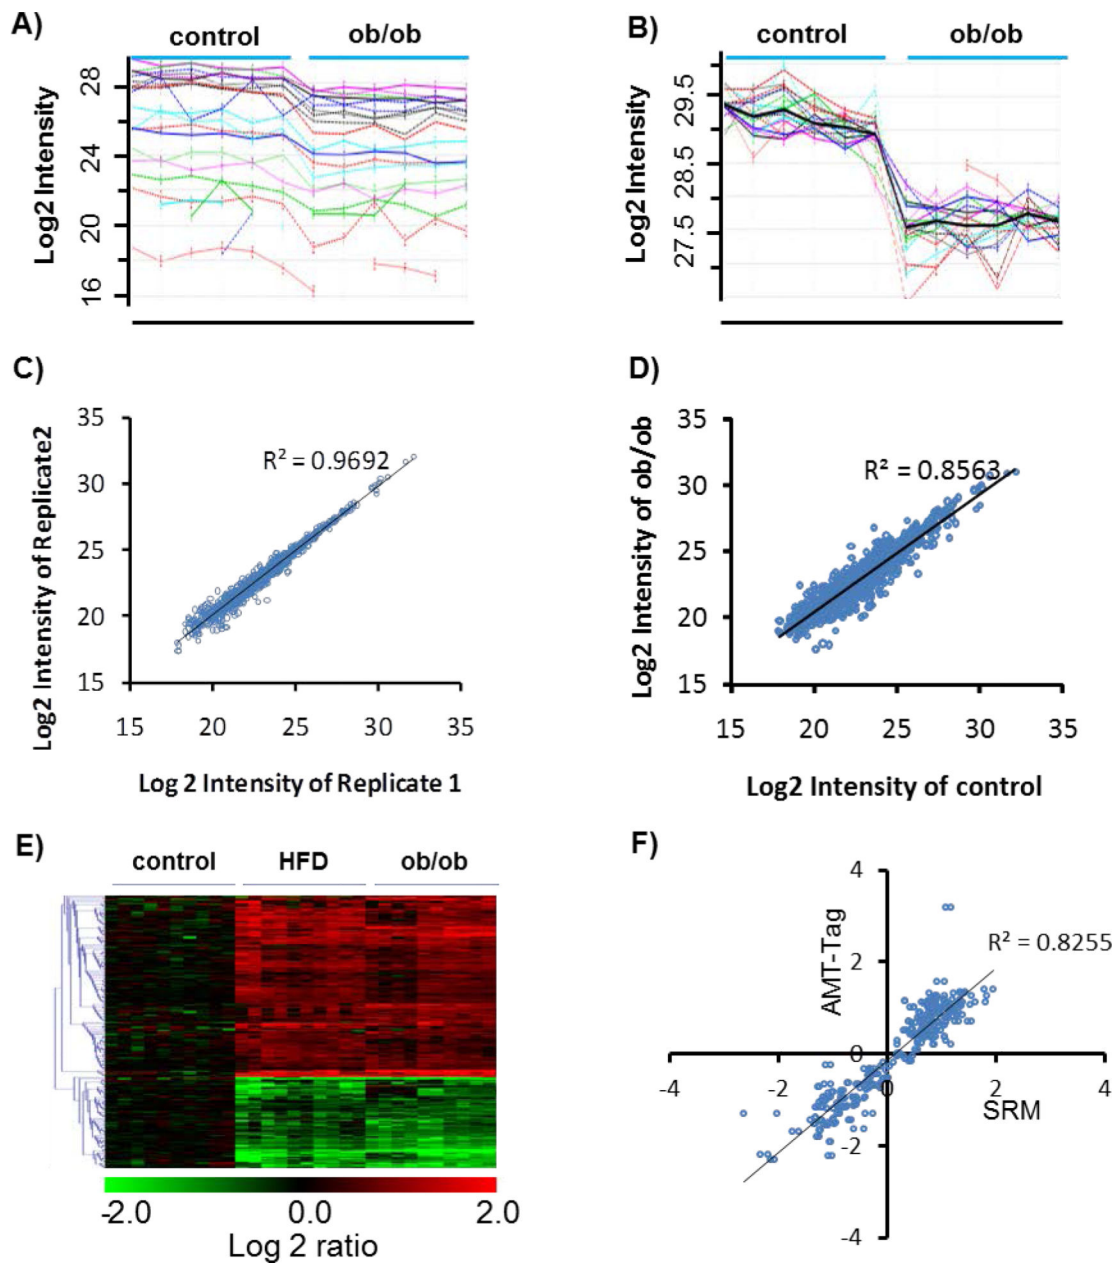 A)
control ob/ob
Log2 Intensity
28
24
20
16
B)
control ob/ob
Log2 Intensity
29.5
28.5
27.5
C)
Log2 Intensity of Replicate2
35
30
25
20
15
R² = 0.9692
15 20 25 30 35
Log 2 Intensity of Replicate 1
D)
Log2 Intensity of ob/ob
35
30
25
20
15
R² = 0.8563
15 20 25 30 35
Log2 Intensity of control
E)
control HFD ob/ob
-2.0 0.0 2.0
Log 2 ratio
F)
AMT-Tag
4
2
0
-2
-4
R² = 0.8255
-4 -2 0 2 4
SRM